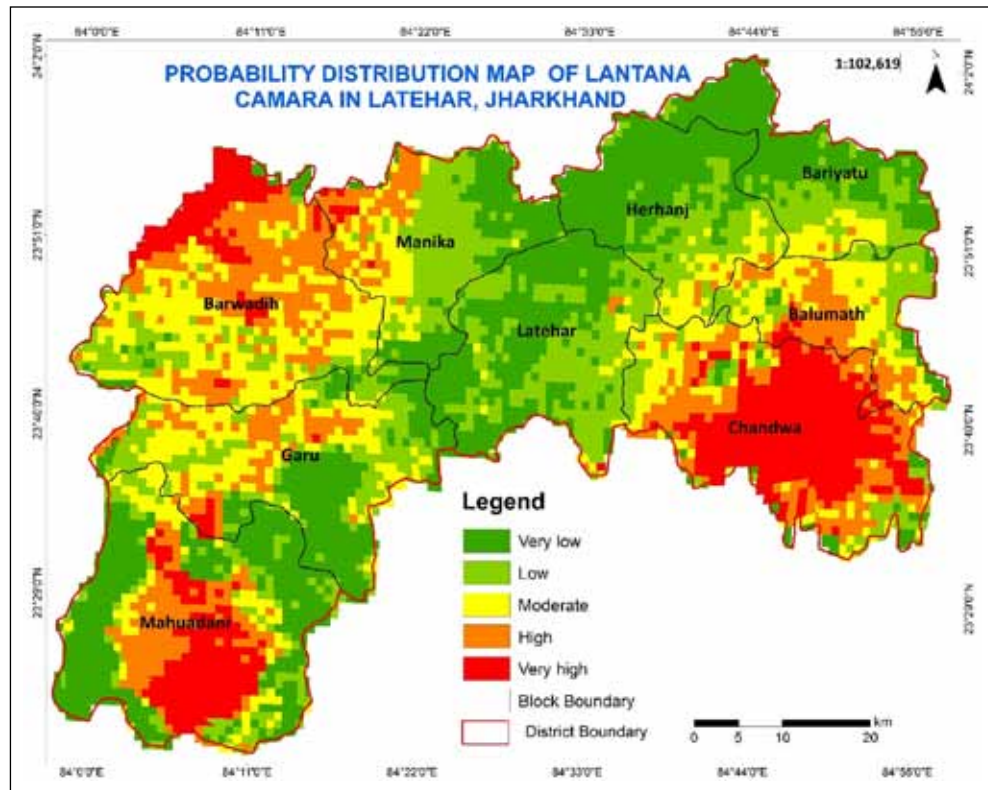 84°0'0"E 84°11'0"E 84°22'0"E 84°33'0"E 84°44'0"E 84°55'0"E
24°2'0"N
24°2'0"N
PROBABILITY DISTRIBUTION MAP OF LANTANA
CAMARA IN LATEHAR, JHARKHAND
1:102,619
Bariyatu
Herhanj
Manika
23°51'0"N
23°51'0"N
Barwadih
Latehar
Balumath
23°40'0"N
23°40'0"N
Chandwa
Garu
Legend
Very low
Low
Moderate
High
Very high
Block Boundary
District Boundary
23°29'0"N
23°29'0"N
Mahuadanr
km
0 5 10 20
84°0'0"E 84°11'0"E 84°22'0"E 84°33'0"E 84°44'0"E 84°55'0"E